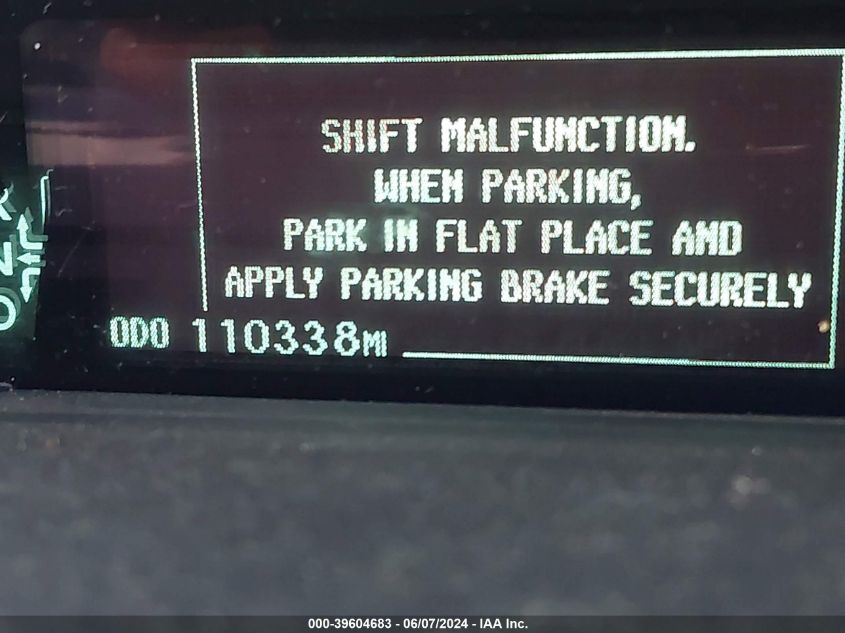 SHIFT MALFUNCTION.
WHEN PARKING,
PARK IN FLAT PLACE AND
APPLY PARKING BRAKE SECURELY
ODO 110338MI
R
N
D
000-39604683 - 06/07/2024 - IAA Inc.